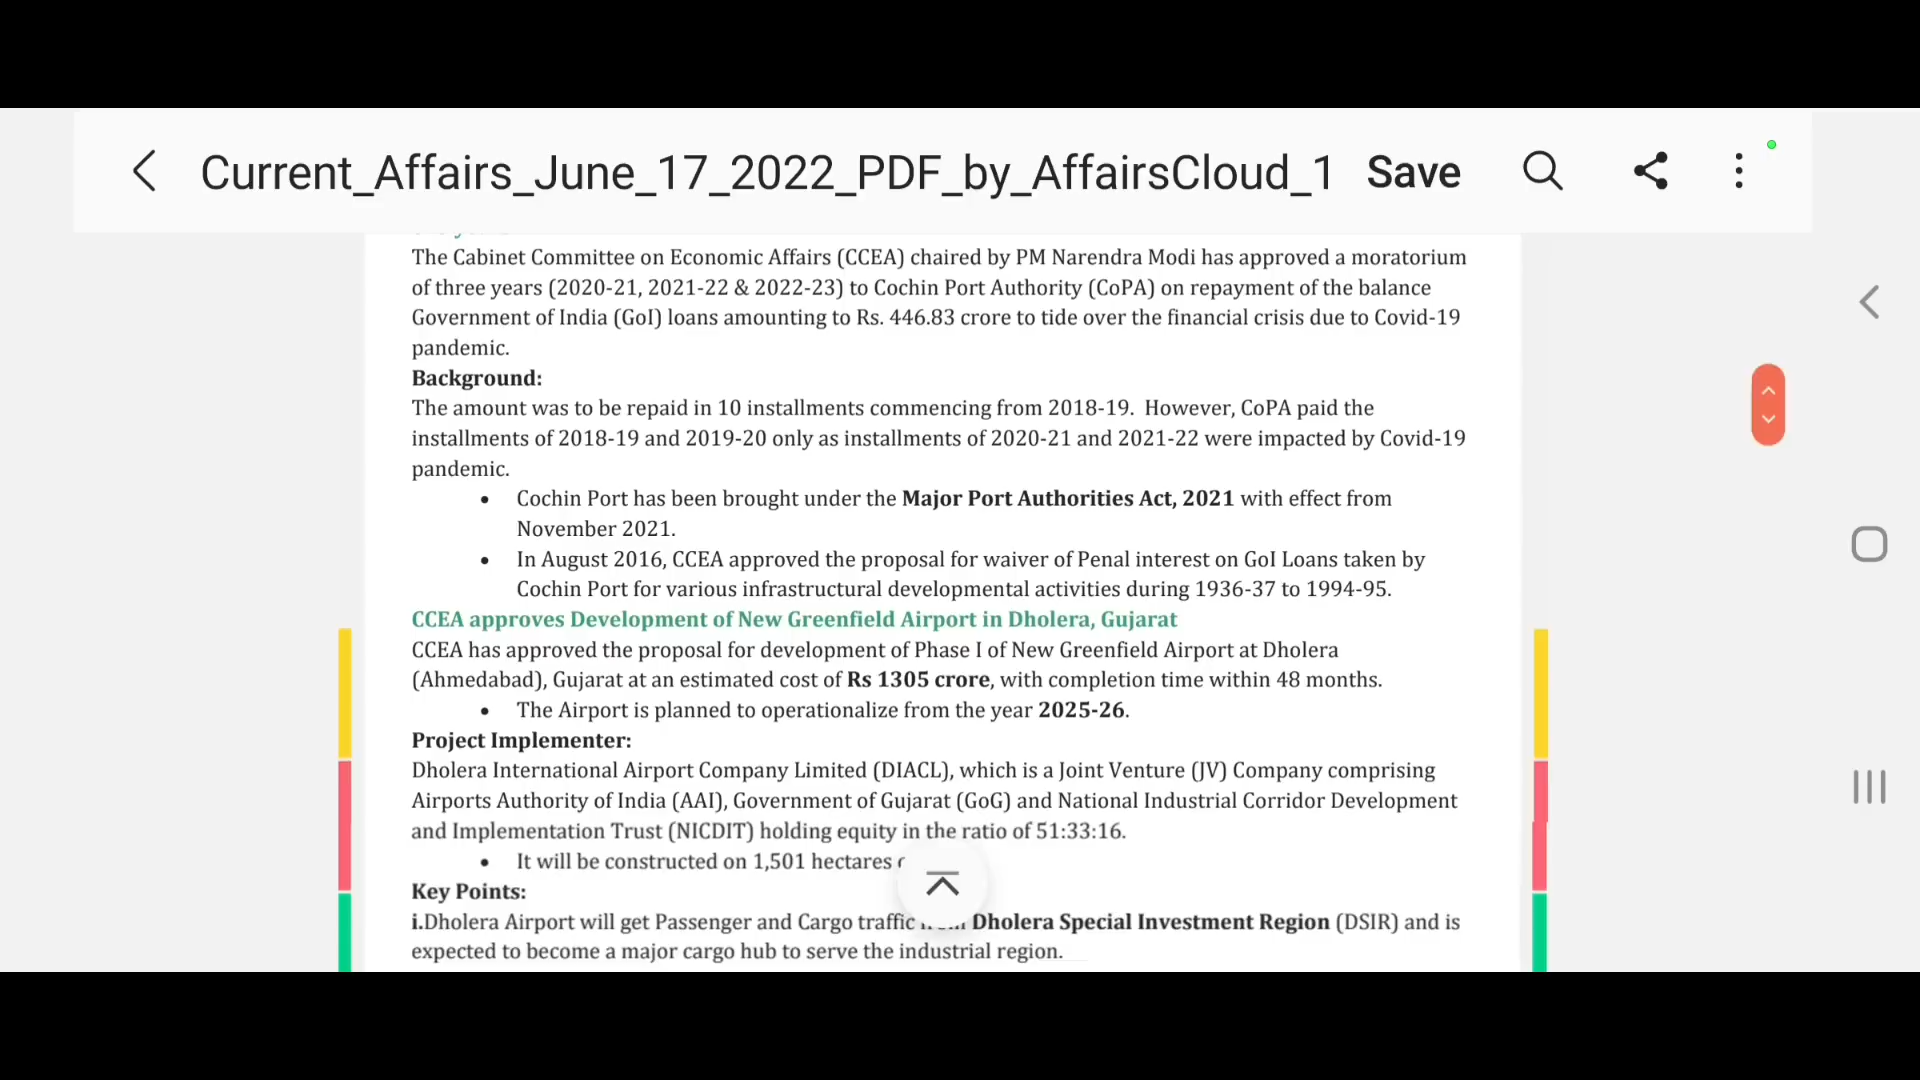 Current_Affairs_June_17_2022_PDF_by_AffairsCloud_1 Save
The Cabinet Committee on Economic Affairs (CCEA) chaired by PM Narendra Modi has approved a moratorium
of three years (2020-21, 2021-22 & 2022-23) to Cochin Port Authority (CoPA) on repayment of the balance
Government of India (GoI) loans amounting to Rs. 446.83 crore to tide over the financial crisis due to Covid-19
pandemic.
Background:
The amount was to be repaid in 10 installments commencing from 2018-19. However, CoPA paid the
installments of 2018-19 and 2019-20 only as installments of 2020-21 and 2021-22 were impacted by Covid-19
pandemic.
• Cochin Port has been brought under the Major Port Authorities Act, 2021 with effect from
November 2021.
• In August 2016, CCEA approved the proposal for waiver of Penal interest on GoI Loans taken by
Cochin Port for various infrastructural developmental activities during 1936-37 to 1994-95.
CCEA approves Development of New Greenfield Airport in Dholera, Gujarat
CCEA has approved the proposal for development of Phase I of New Greenfield Airport at Dholera
(Ahmedabad), Gujarat at an estimated cost of Rs 1305 crore, with completion time within 48 months.
• The Airport is planned to operationalize from the year 2025-26.
Project Implementer:
Dholera International Airport Company Limited (DIACL), which is a Joint Venture (JV) Company comprising
Airports Authority of India (AAI), Government of Gujarat (GoG) and National Industrial Corridor Development
and Implementation Trust (NICDIT) holding equity in the ratio of 51:33:16.
• It will be constructed on 1,501 hectares
Key Points:
i.Dholera Airport will get Passenger and Cargo traffic Dholera Special Investment Region (DSIR) and is
expected to become a major cargo hub to serve the industrial region.